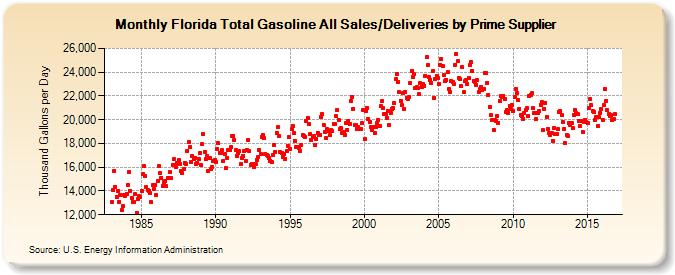 Monthly Florida Total Gasoline All Sales/Deliveries by Prime Supplier
Thousand Gallons per Day
26,000
24,000
22,000
20,000
18,000
16,000
14,000
12,000
1985 1990 1995 2000 2005 2010 2015
Source: U.S. Energy Information Administration